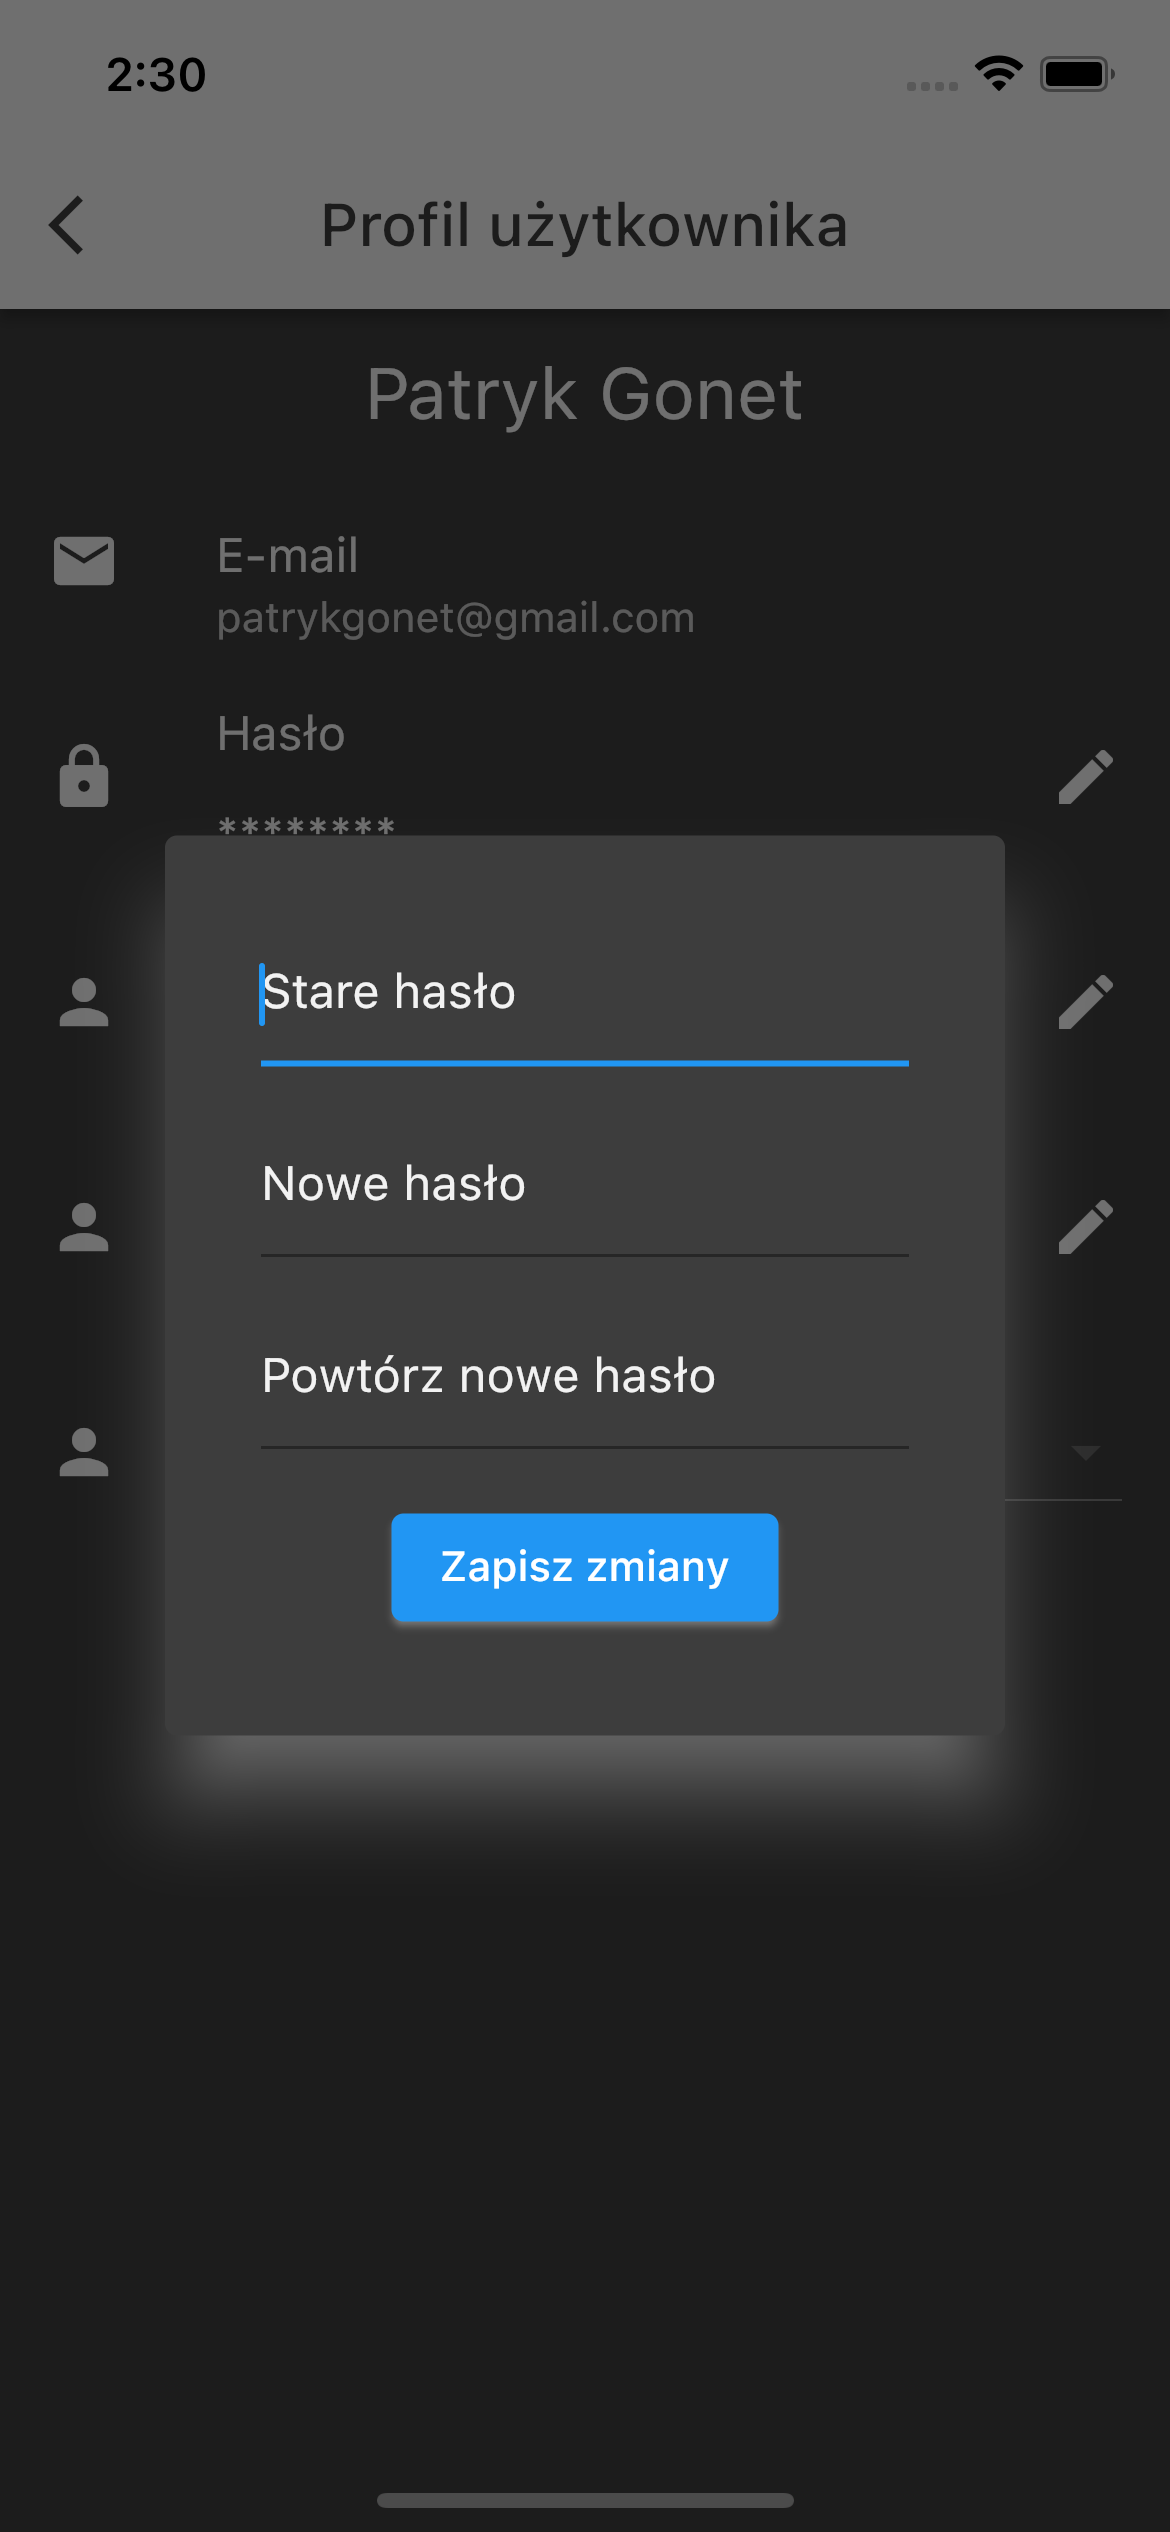 2:30
Profil użytkownika
Patryk Gonet
E-mail
patrykgonet@gmail.com
Hasło
********
Stare hasło
Nowe hasło
Powtórz nowe hasło
Zapisz zmiany